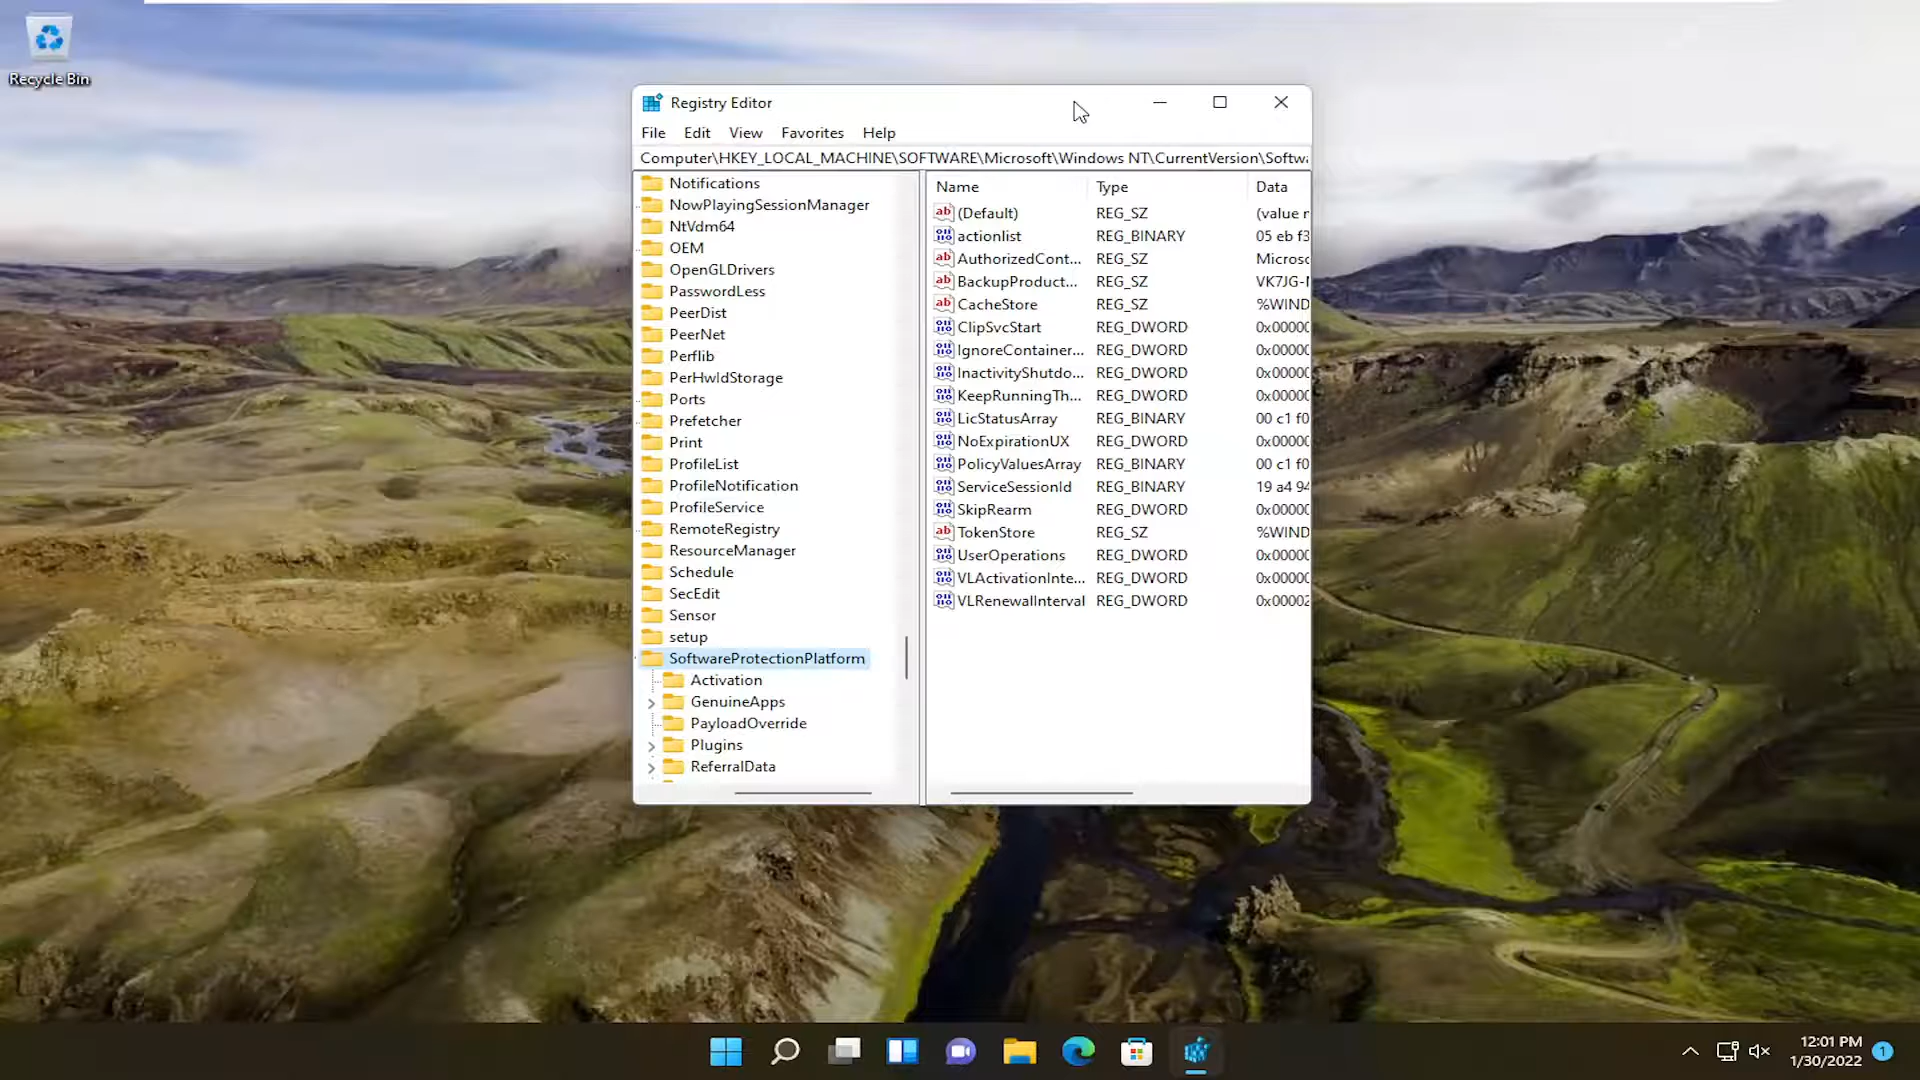 Recycle Bin
Registry Editor
File Edit View Favorites Help
Computer\HKEY_LOCAL_MACHINE\SOFTWARE\Microsoft\Windows NT\CurrentVersion\Softwa
Notifications
NowPlayingSessionManager
NtVdm64
OEM
OpenGLDrivers
PasswordLess
PeerDist
PeerNet
Perflib
PerHwIdStorage
Ports
Prefetcher
Print
ProfileList
ProfileNotification
ProfileService
RemoteRegistry
ResourceManager
Schedule
SecEdit
Sensor
setup
SoftwareProtectionPlatform
Activation
GenuineApps
PayloadOverride
Plugins
ReferralData
Name Type Data
(Default) REG_SZ (value n
actionlist REG_BINARY 05 eb f3
AuthorizedCont... REG_SZ Microso
BackupProduct... REG_SZ VK7JG-
CacheStore REG_SZ %WIND
ClipSvcStart REG_DWORD 0x00000
IgnoreContainer... REG_DWORD 0x00000
InactivityShutdo... REG_DWORD 0x00000
KeepRunningTh... REG_DWORD 0x00000
LicStatusArray REG_BINARY 00 c1 f0
NoExpirationUX REG_DWORD 0x00000
PolicyValuesArray REG_BINARY 00 c1 f0
ServiceSessionId REG_BINARY 19 a4 94
SkipRearm REG_DWORD 0x00000
TokenStore REG_SZ %WIND
UserOperations REG_DWORD 0x00000
VLActivationInte... REG_DWORD 0x00000
VLRenewalInterval REG_DWORD 0x00002
12:01 PM
1/30/2022
1